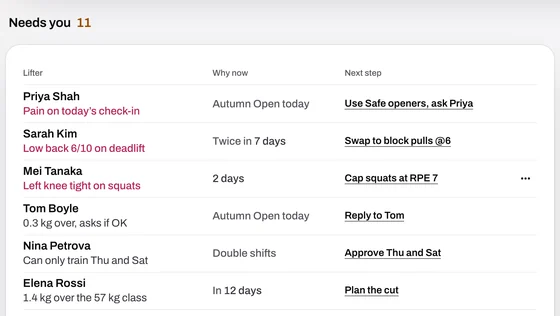 Needs you 11
Lifter Why now Next step
Priya Shah
Pain on today’s check-in
Autumn Open today
Use Safe openers, ask Priya
Sarah Kim
Low back 6/10 on deadlift
Twice in 7 days
Swap to block pulls @6
Mei Tanaka
Left knee tight on squats
2 days
Cap squats at RPE 7
Tom Boyle
0.3 kg over, asks if OK
Autumn Open today
Reply to Tom
Nina Petrova
Can only train Thu and Sat
Double shifts
Approve Thu and Sat
Elena Rossi
1.4 kg over the 57 kg class
In 12 days
Plan the cut